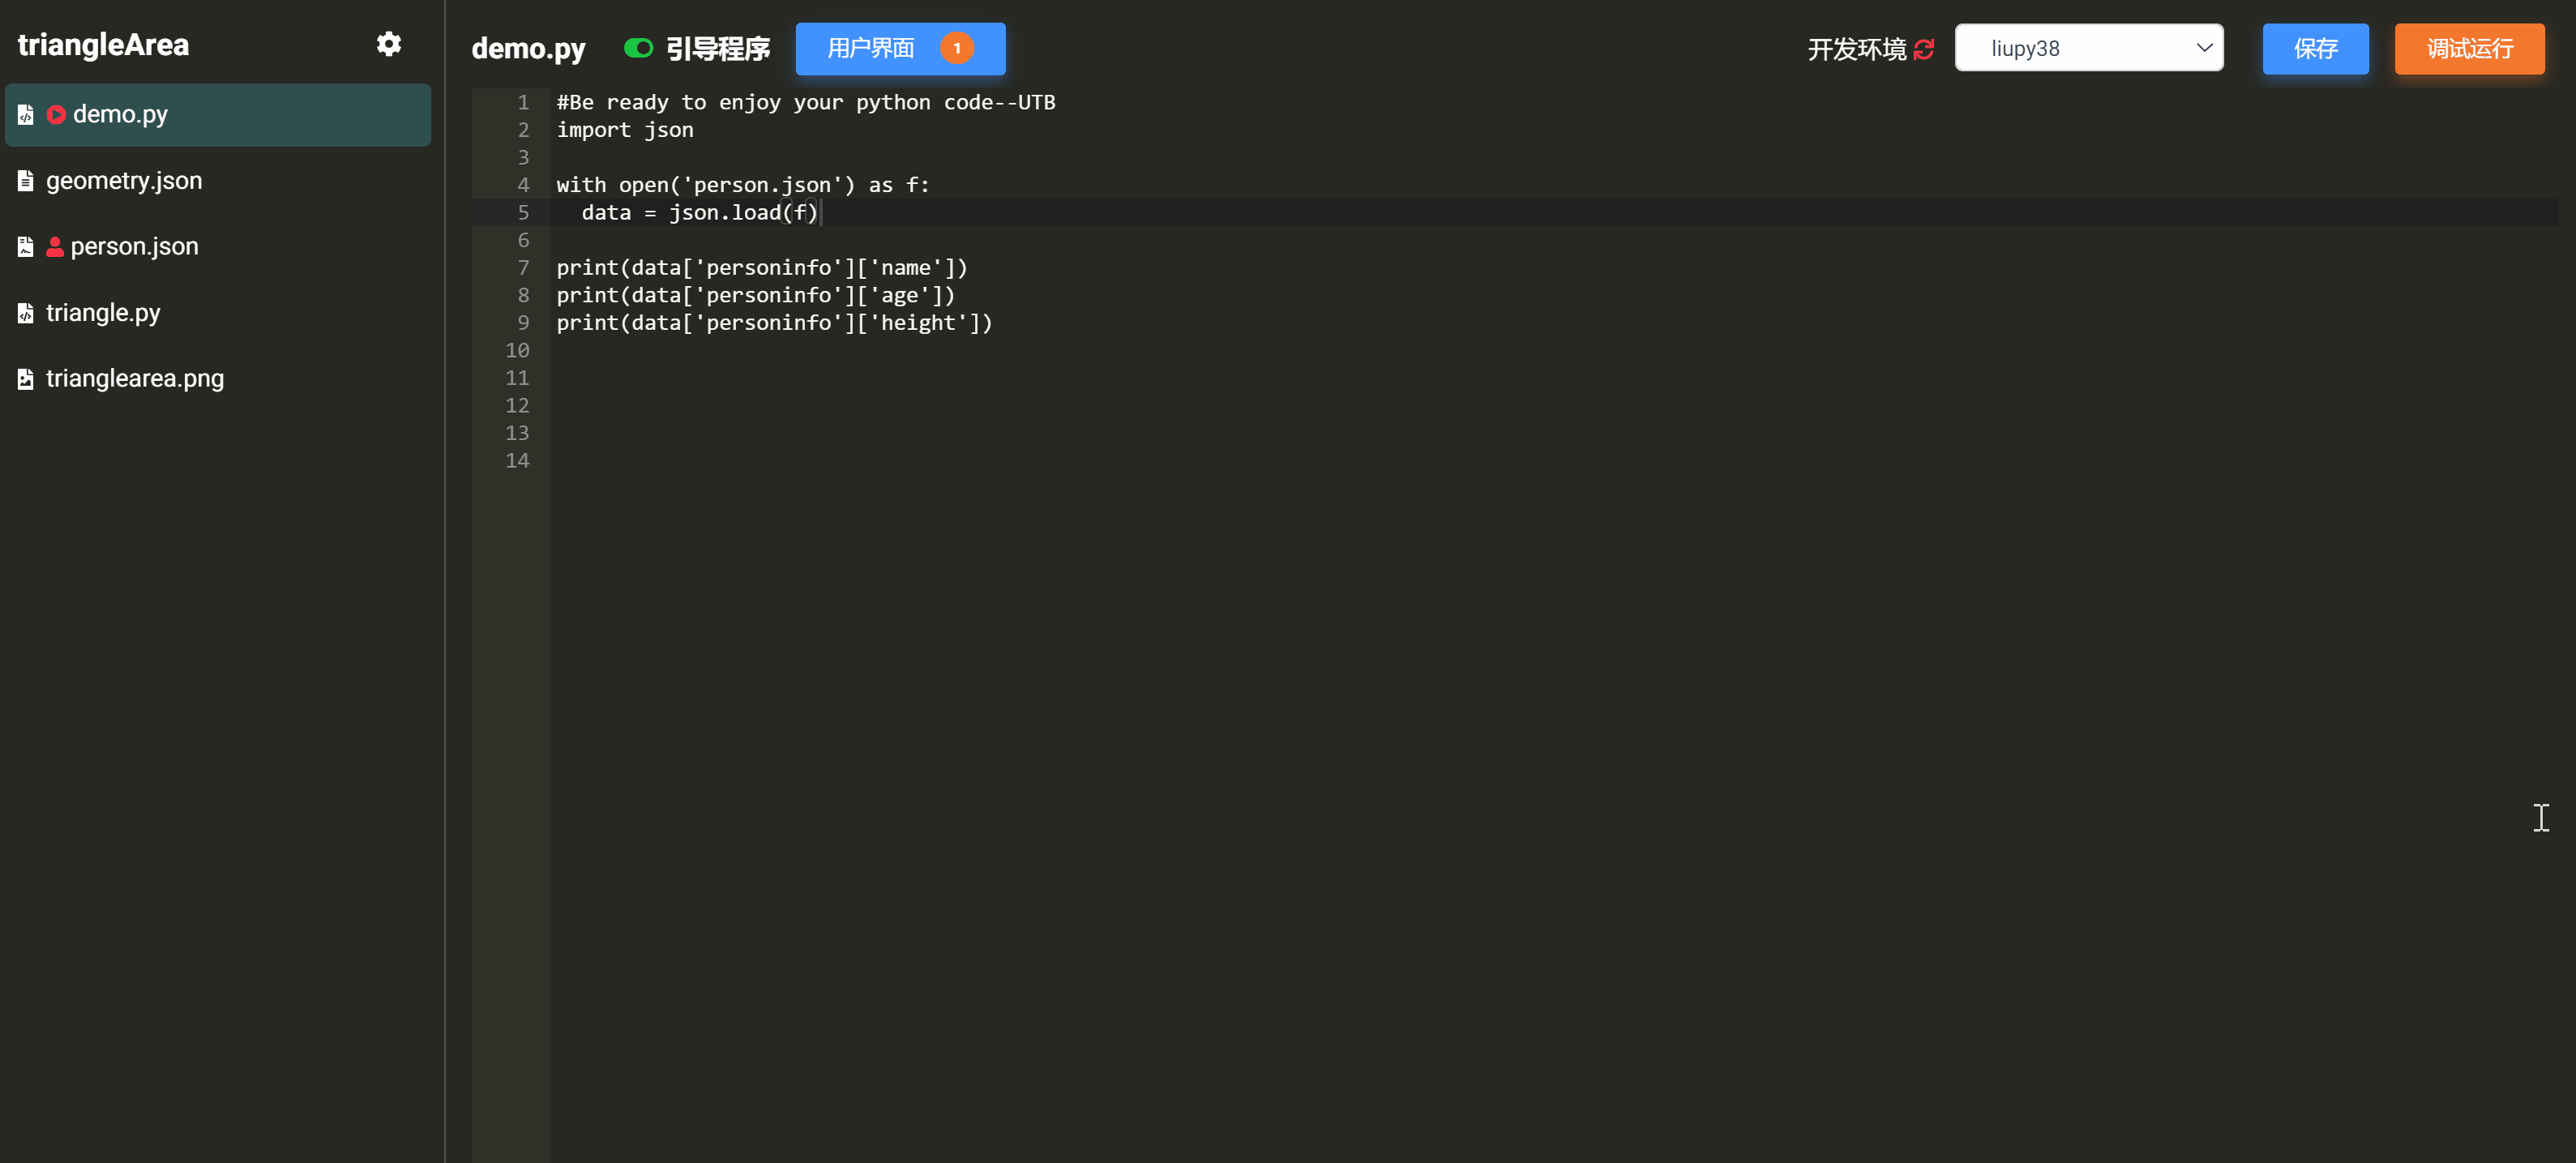 triangleArea
demo.py
geometry.json
person.json
triangle.py
trianglearea.png
demo.py 引导程序 用户界面 1 开发环境 liupy38 保存 调试运行
1 #Be ready to enjoy your python code--UTB
2 import json
3
4 with open('person.json') as f:
5   data = json.load(f)
6
7 print(data['personinfo']['name'])
8 print(data['personinfo']['age'])
9 print(data['personinfo']['height'])
10
11
12
13
14